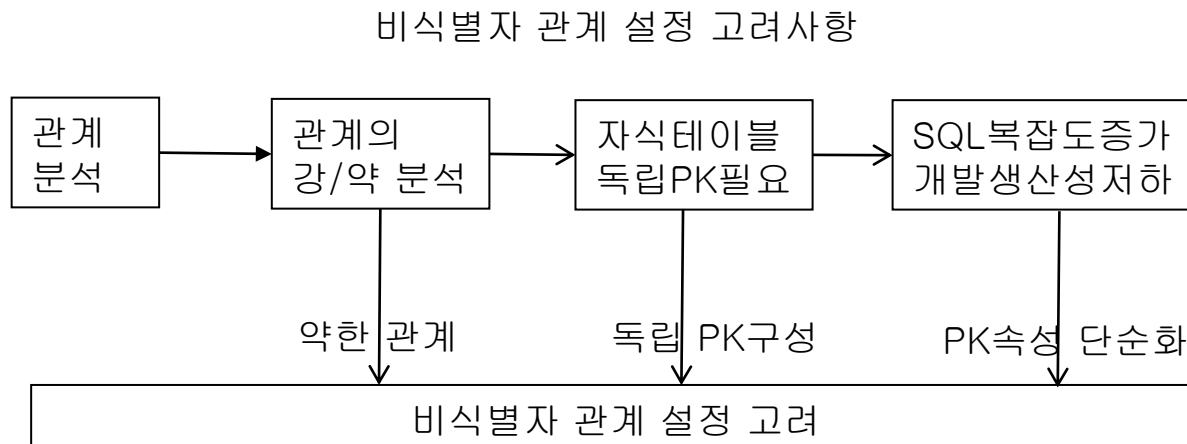 비식별자 관계 설정 고려사항
관계
분석
관계의
강/약 분석
자식테이블
독립PK필요
SQL복잡도증가
개발생산성저하
약한 관계
독립 PK구성
PK속성 단순화
비식별자 관계 설정 고려